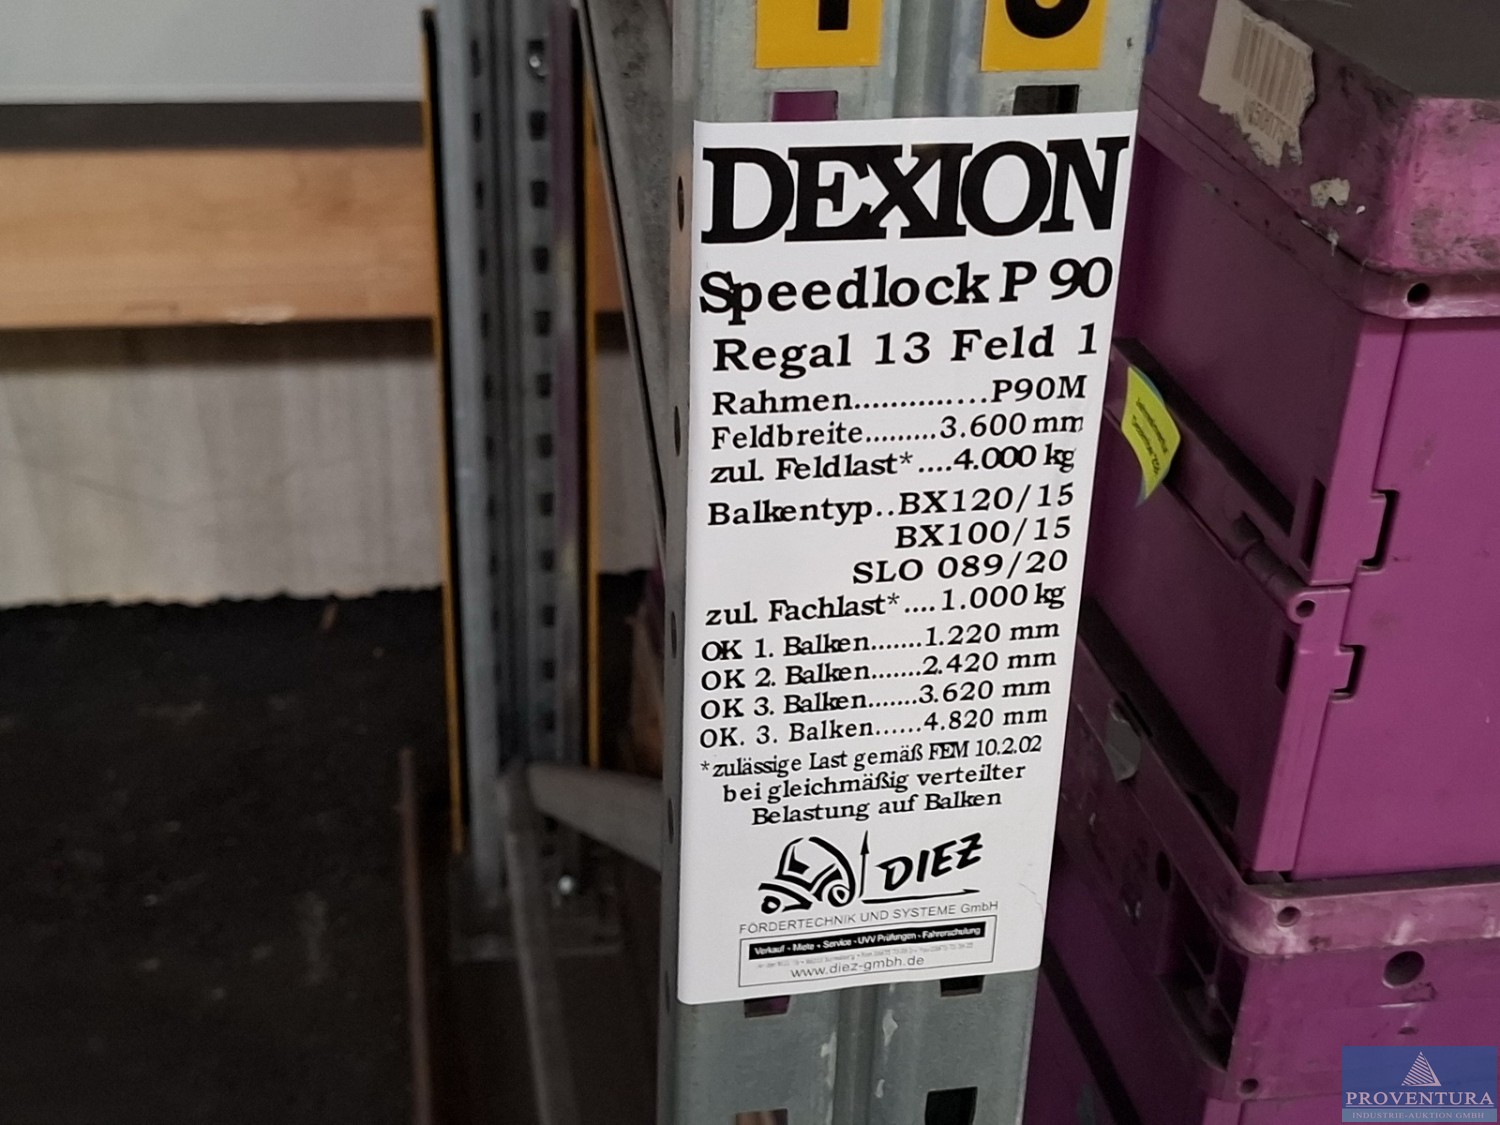 DEXION
Speedlock P 90
Regal 13 Feld 1
Rahmen..............P90M
Feldbreite.........3.600 mm
zul. Feldlast*....4.000 kg
Balkentyp..BX120/15
BX100/15
SLO 089/20
zul. Fachlast*....1.000 kg
OK 1. Balken.......1.220 mm
OK 2. Balken.......2.420 mm
OK 3. Balken.......3.620 mm
OK. 3. Balken......4.820 mm
*zulässige Last gemäß FEM 10.2.02
bei gleichmäßig verteilter
Belastung auf Balken
DIEZ
FÖRDERTECHNIK UND SYSTEME GmbH
Verkauf - Miete - Service - UVV Prüfungen - Fahrerschulung
www.diez-gmbh.de
PROVENTURA
INDUSTRIE-AUKTION GMBH